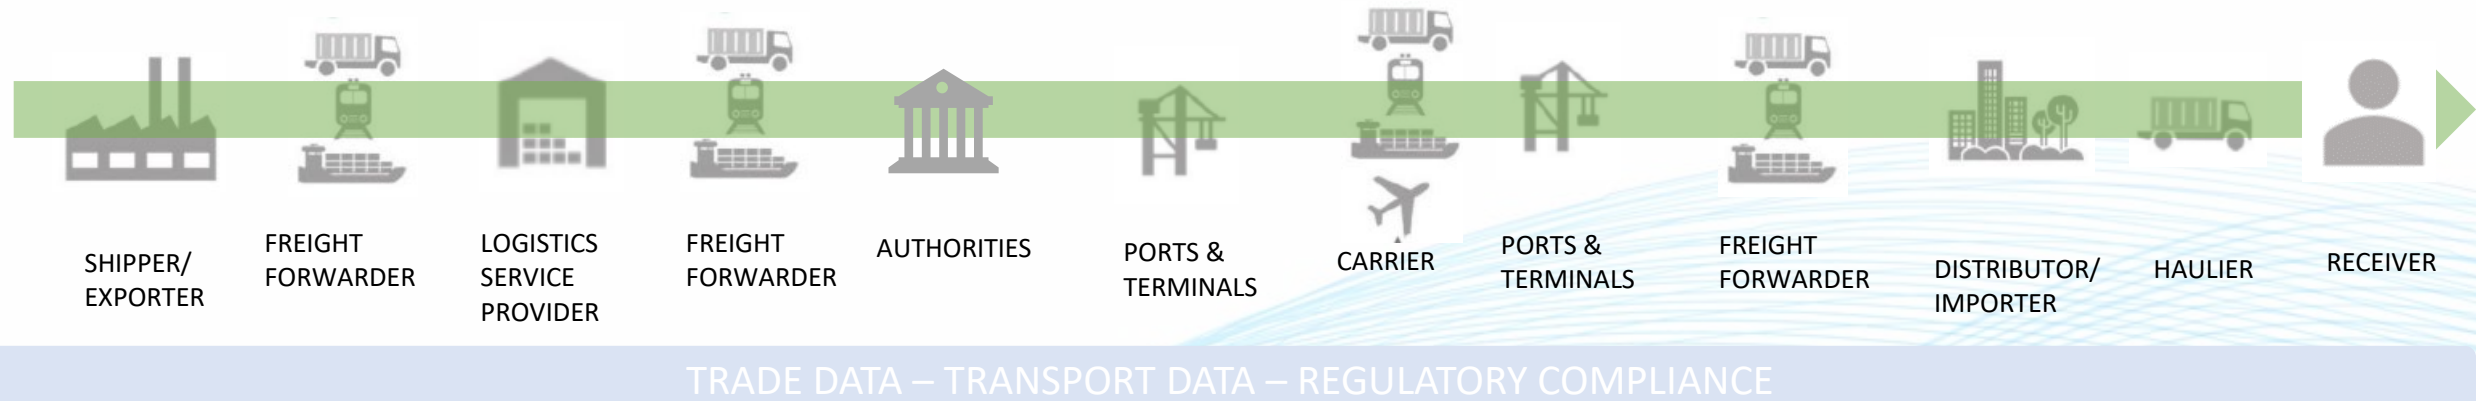 SHIPPER/
EXPORTER
FREIGHT
FORWARDER
LOGISTICS
SERVICE
PROVIDER
FREIGHT
FORWARDER
AUTHORITIES
PORTS &
TERMINALS
CARRIER
PORTS &
TERMINALS
FREIGHT
FORWARDER
DISTRIBUTOR/
IMPORTER
HAULIER
RECEIVER
TRADE DATA – TRANSPORT DATA – REGULATORY COMPLIANCE